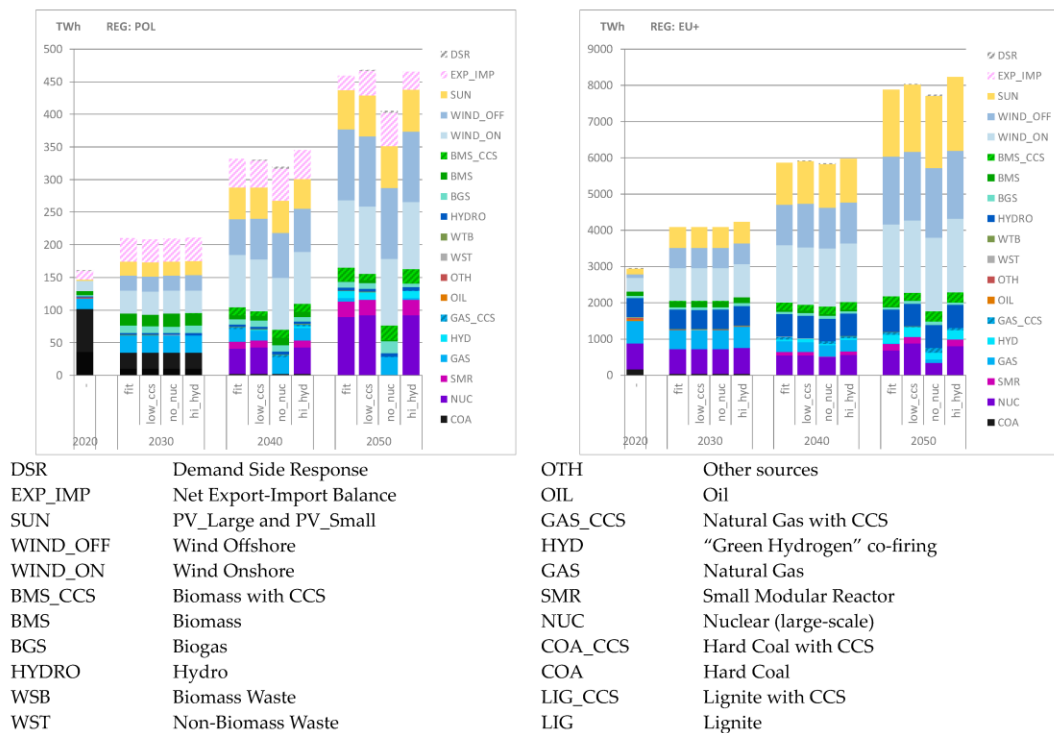 TWh REG: POL
500
450
400
350
300
250
200
150
100
50
0
-
fit
low_ccs
no_nuc
hi_hyd
fit
low_ccs
no_nuc
hi_hyd
fit
low_ccs
no_nuc
hi_hyd
2020 2030 2040 2050
DSR
EXP_IMP
SUN
WIND_OFF
WIND_ON
BMS_CCS
BMS
BGS
HYDRO
WTB
WST
OTH
OIL
GAS_CCS
HYD
GAS
SMR
NUC
COA
TWh REG: EU+
9000
8000
7000
6000
5000
4000
3000
2000
1000
0
-
fit
low_ccs
no_nuc
hi_hyd
fit
low_ccs
no_nuc
hi_hyd
fit
low_ccs
no_nuc
hi_hyd
2020 2030 2040 2050
DSR
EXP_IMP
SUN
WIND_OFF
WIND_ON
BMS_CCS
BMS
BGS
HYDRO
WTB
WST
OTH
OIL
GAS_CCS
HYD
GAS
SMR
NUC
COA
DSR Demand Side Response OTH Other sources
EXP_IMP Net Export-Import Balance OIL Oil
SUN PV_Large and PV_Small GAS_CCS Natural Gas with CCS
WIND_OFF Wind Offshore HYD “Green Hydrogen” co-firing
WIND_ON Wind Onshore GAS Natural Gas
BMS_CCS Biomass with CCS SMR Small Modular Reactor
BMS Biomass NUC Nuclear (large-scale)
BGS Biogas COA_CCS Hard Coal with CCS
HYDRO Hydro COA Hard Coal
WSB Biomass Waste LIG_CCS Lignite with CCS
WST Non-Biomass Waste LIG Lignite